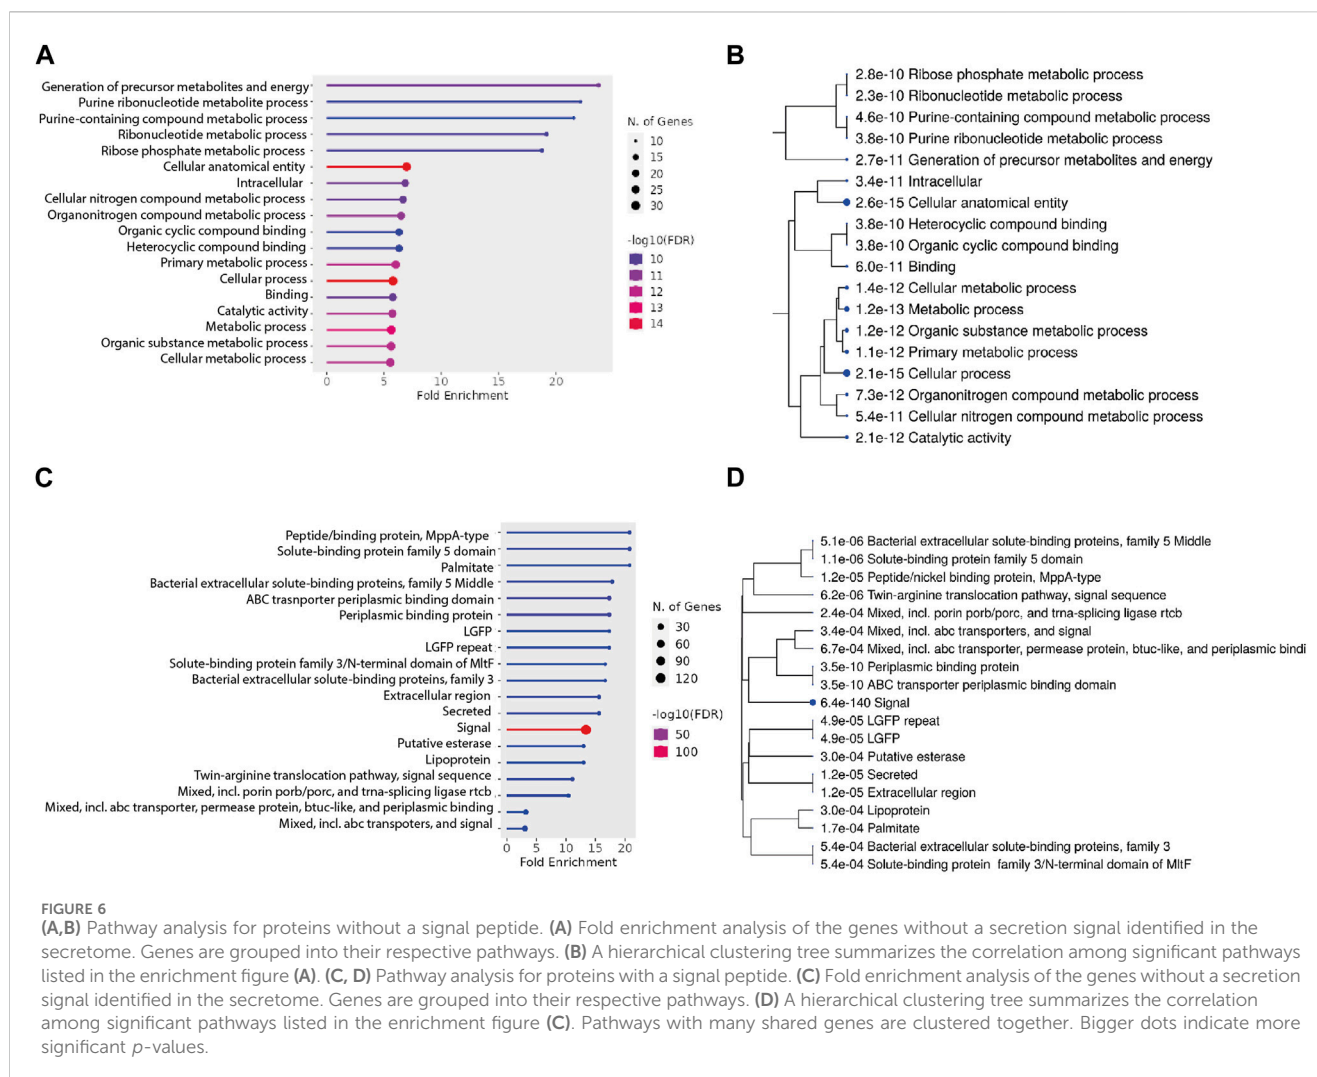 A
Generation of precursor metabolites and energy
Purine ribonucleotide metabolite process
Purine-containing compound metabolic process
Ribonucleotide metabolic process
Ribose phosphate metabolic process
Cellular anatomical entity
Intracellular
Cellular nitrogen compound metabolic process
Organonitrogen compound metabolic process
Organic cyclic compound binding
Heterocyclic compound binding
Primary metabolic process
Cellular process
Binding
Catalytic activity
Metabolic process
Organic substance metabolic process
Cellular metabolic process
0 5 10 15 20
Fold Enrichment
N. of Genes
10
15
20
25
30
-log10(FDR)
10
11
12
13
14
B
2.8e-10 Ribose phosphate metabolic process
2.3e-10 Ribonucleotide metabolic process
4.6e-10 Purine-containing compound metabolic process
3.8e-10 Purine ribonucleotide metabolic process
2.7e-11 Generation of precursor metabolites and energy
3.4e-11 Intracellular
2.6e-15 Cellular anatomical entity
3.8e-10 Heterocyclic compound binding
3.8e-10 Organic cyclic compound binding
6.0e-11 Binding
1.4e-12 Cellular metabolic process
1.2e-13 Metabolic process
1.2e-12 Organic substance metabolic process
1.1e-12 Primary metabolic process
2.1e-15 Cellular process
7.3e-12 Organonitrogen compound metabolic process
5.4e-11 Cellular nitrogen compound metabolic process
2.1e-12 Catalytic activity
C
Peptide/binding protein, MppA-type
Solute-binding protein family 5 domain
Palmitate
Bacterial extracellular solute-binding proteins, family 5 Middle
ABC trasnporter periplasmic binding domain
Periplasmic binding protein
LGFP
LGFP repeat
Solute-binding protein family 3/N-terminal domain of MltF
Bacterial extracellular solute-binding proteins, family 3
Extracellular region
Secreted
Signal
Putative esterase
Lipoprotein
Twin-arginine translocation pathway, signal sequence
Mixed, incl. porin porb/porc, and trna-splicing ligase rtcb
Mixed, incl. abc transporter, permease protein, btuc-like, and periplasmic binding
Mixed, incl. abc transpoters, and signal
0 5 10 15 20
Fold Enrichment
N. of Genes
30
60
90
120
-log10(FDR)
50
100
D
5.1e-06 Bacterial extracellular solute-binding proteins, family 5 Middle
1.1e-06 Solute-binding protein family 5 domain
1.2e-05 Peptide/nickel binding protein, MppA-type
6.2e-06 Twin-arginine translocation pathway, signal sequence
2.4e-04 Mixed, incl. porin porb/porc, and trna-splicing ligase rtcb
3.4e-04 Mixed, incl. abc transporters, and signal
6.7e-04 Mixed, incl. abc transporter, permease protein, btuc-like, and periplasmic bindi
3.5e-10 Periplasmic binding protein
3.5e-10 ABC transporter periplasmic binding domain
6.4e-140 Signal
4.9e-05 LGFP repeat
4.9e-05 LGFP
3.0e-04 Putative esterase
1.2e-05 Secreted
1.2e-05 Extracellular region
3.0e-04 Lipoprotein
1.7e-04 Palmitate
5.4e-04 Bacterial extracellular solute-binding proteins, family 3
5.4e-04 Solute-binding protein family 3/N-terminal domain of MltF
FIGURE 6
(A,B) Pathway analysis for proteins without a signal peptide. (A) Fold enrichment analysis of the genes without a secretion signal identified in the
secretome. Genes are grouped into their respective pathways. (B) A hierarchical clustering tree summarizes the correlation among significant pathways
listed in the enrichment figure (A). (C, D) Pathway analysis for proteins with a signal peptide. (C) Fold enrichment analysis of the genes without a secretion
signal identified in the secretome. Genes are grouped into their respective pathways. (D) A hierarchical clustering tree summarizes the correlation
among significant pathways listed in the enrichment figure (C). Pathways with many shared genes are clustered together. Bigger dots indicate more
significant p-values.